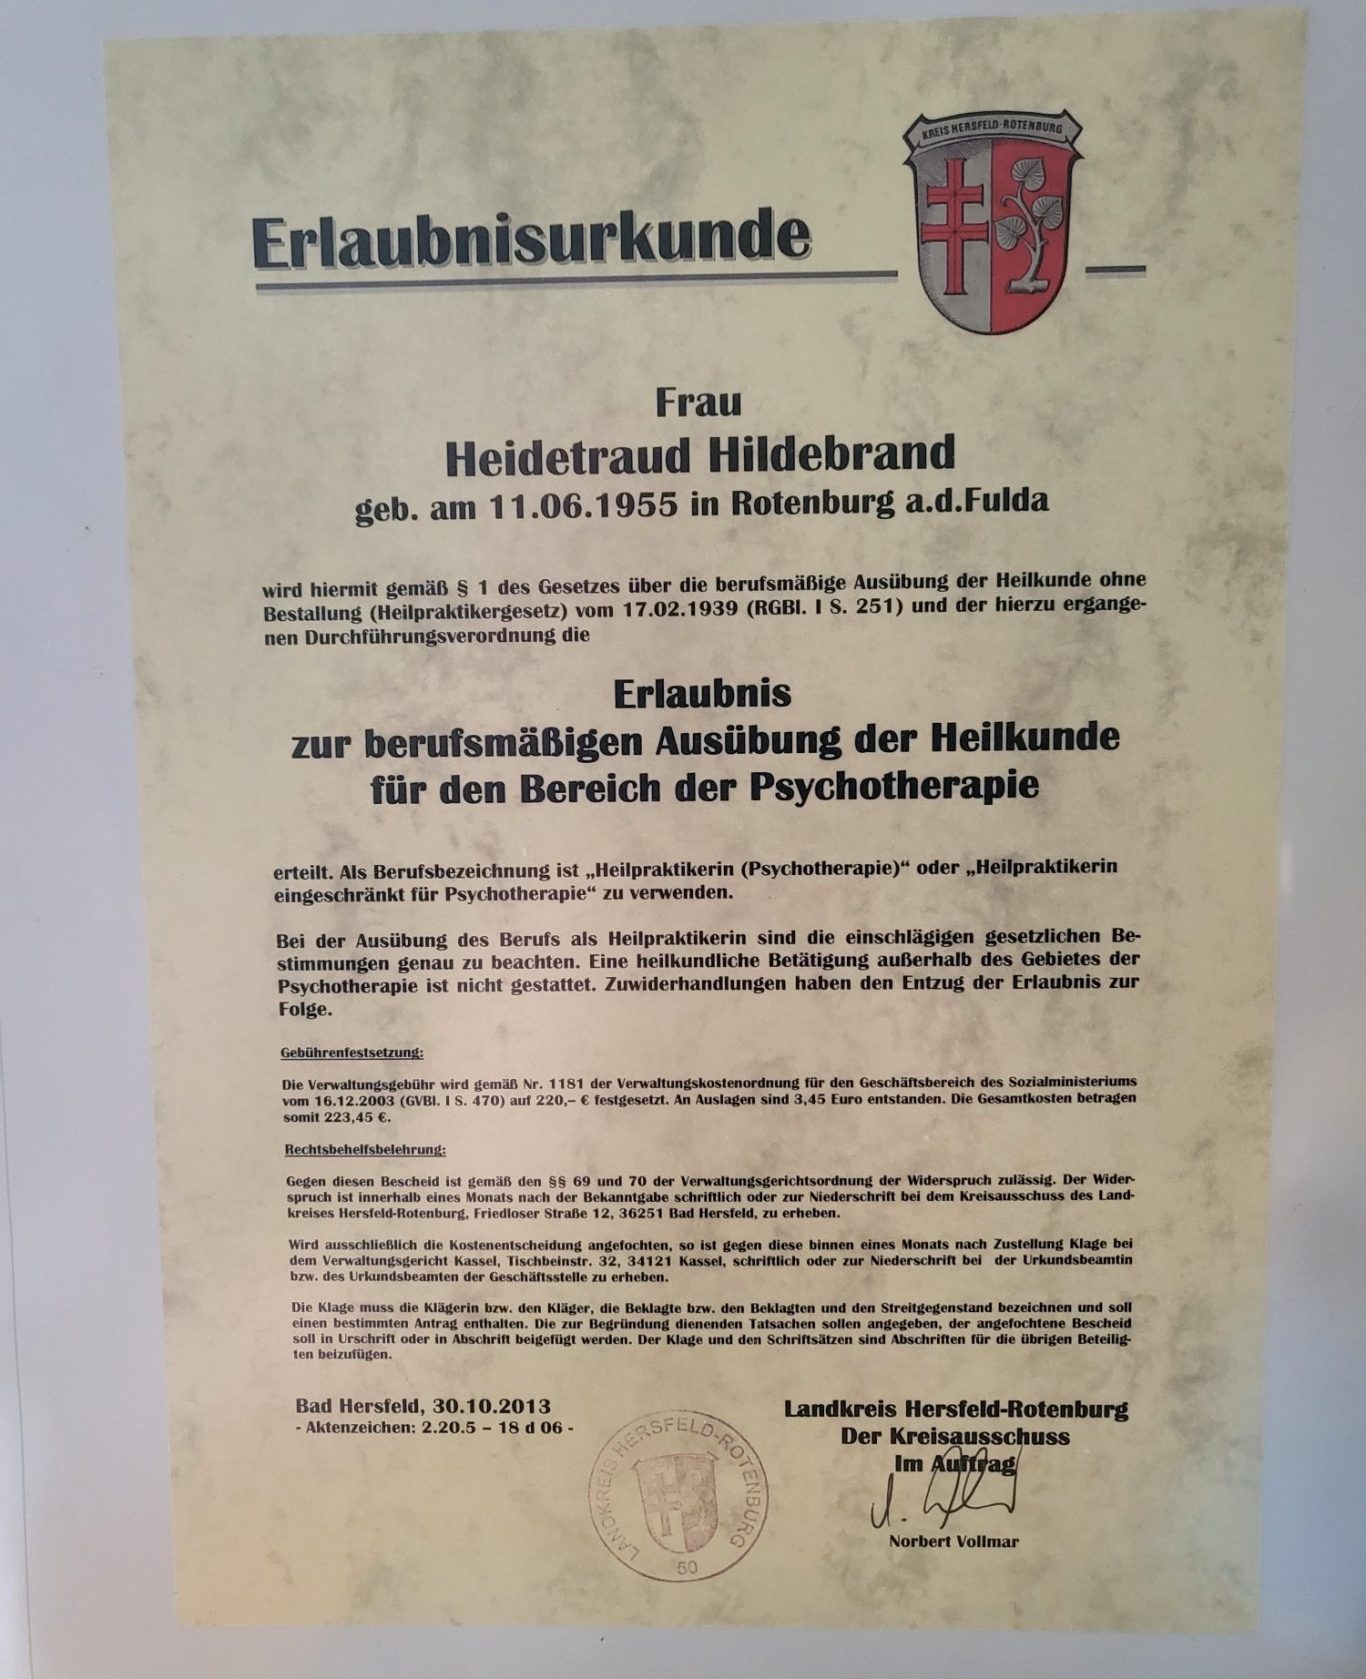 KREIS HERSFELD-ROTENBURG
Erlaubnisurkunde
Frau
Heidetraud Hildebrand
geb. am 11.06.1955 in Rotenburg a.d.Fulda
wird hiermit gemäß § 1 des Gesetzes über die berufsmäßige Ausübung der Heilkunde ohne
Bestallung (Heilpraktikergesetz) vom 17.02.1939 (RGBl. I S. 251) und der hierzu ergange-
nen Durchführungsverordnung die
Erlaubnis
zur berufsmäßigen Ausübung der Heilkunde
für den Bereich der Psychotherapie
erteilt. Als Berufsbezeichnung ist „Heilpraktikerin (Psychotherapie)“ oder „Heilpraktikerin
eingeschränkt für Psychotherapie“ zu verwenden.
Bei der Ausübung des Berufs als Heilpraktikerin sind die einschlägigen gesetzlichen Be-
stimmungen genau zu beachten. Eine heilkundliche Betätigung außerhalb des Gebietes der
Psychotherapie ist nicht gestattet. Zuwiderhandlungen haben den Entzug der Erlaubnis zur
Folge.
Gebührenfestsetzung:
Die Verwaltungsgebühr wird gemäß Nr. 1181 der Verwaltungskostenordnung für den Geschäftsbereich des Sozialministeriums
vom 16.12.2003 (GVBl. I S. 470) auf 220,– € festgesetzt. An Auslagen sind 3,45 Euro entstanden. Die Gesamtkosten betragen
somit 223,45 €.
Rechtsbehelfsbelehrung:
Gegen diesen Bescheid ist gemäß den §§ 69 und 70 der Verwaltungsgerichtsordnung der Widerspruch zulässig. Der Wider-
spruch ist innerhalb eines Monats nach der Bekanntgabe schriftlich oder zur Niederschrift bei dem Kreisausschuss des Land-
kreises Hersfeld-Rotenburg, Friedloser Straße 12, 36251 Bad Hersfeld, zu erheben.
Wird ausschließlich die Kostenentscheidung angefochten, so ist gegen diese binnen eines Monats nach Zustellung Klage bei
dem Verwaltungsgericht Kassel, Tischbeinstr. 32, 34121 Kassel, schriftlich oder zur Niederschrift bei der Urkundsbeamtin
bzw. des Urkundsbeamten der Geschäftsstelle zu erheben.
Die Klage muss die Klägerin bzw. den Kläger, die Beklagte bzw. den Beklagten und den Streitgegenstand bezeichnen und soll
einen bestimmten Antrag enthalten. Die zur Begründung dienenden Tatsachen sollen angegeben, der angefochtene Bescheid
soll in Urschrift oder in Abschrift beigefügt werden. Der Klage und den Schriftsätzen sind Abschriften für die übrigen Beteilig-
ten beizufügen.
Bad Hersfeld, 30.10.2013
- Aktenzeichen: 2.20.5 – 18 d 06 -
LANDKREIS HERSFELD-ROTENBURG
60
Landkreis Hersfeld-Rotenburg
Der Kreisausschuss
Im Auftrag
Norbert Vollmar